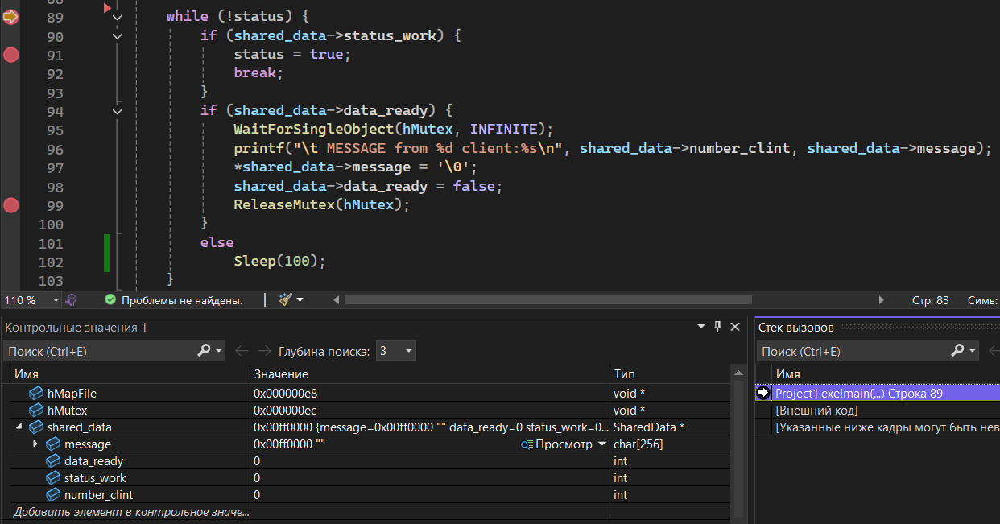 88
89 while (!status) {
90 if (shared_data->status_work) {
91 status = true;
92 break;
93 }
94 if (shared_data->data_ready) {
95 WaitForSingleObject(hMutex, INFINITE);
96 printf("\t MESSAGE from %d client:%s\n", shared_data->number_clint, shared_data->message);
97 *shared_data->message = '\0';
98 shared_data->data_ready = false;
99 ReleaseMutex(hMutex);
100 }
101 else
102 Sleep(100);
103 }
110 % Проблемы не найдены. Стр: 83 Симв:
Контрольные значения 1
Поиск (Ctrl+E) Глубина поиска: 3
Имя Значение Тип
hMapFile 0x000000e8 void *
hMutex 0x000000ec void *
shared_data 0x00ff0000 {message=0x00ff0000 "" data_ready=0 status_work=0... SharedData *
message 0x00ff0000 "" Просмотр char[256]
data_ready 0 int
status_work 0 int
number_clint 0 int
Добавить элемент в контрольное значе...
Стек вызовов
Поиск (Ctrl+E)
Имя
Project1.exe!main(...) Строка 89
[Внешний код]
[Указанные ниже кадры могут быть нев